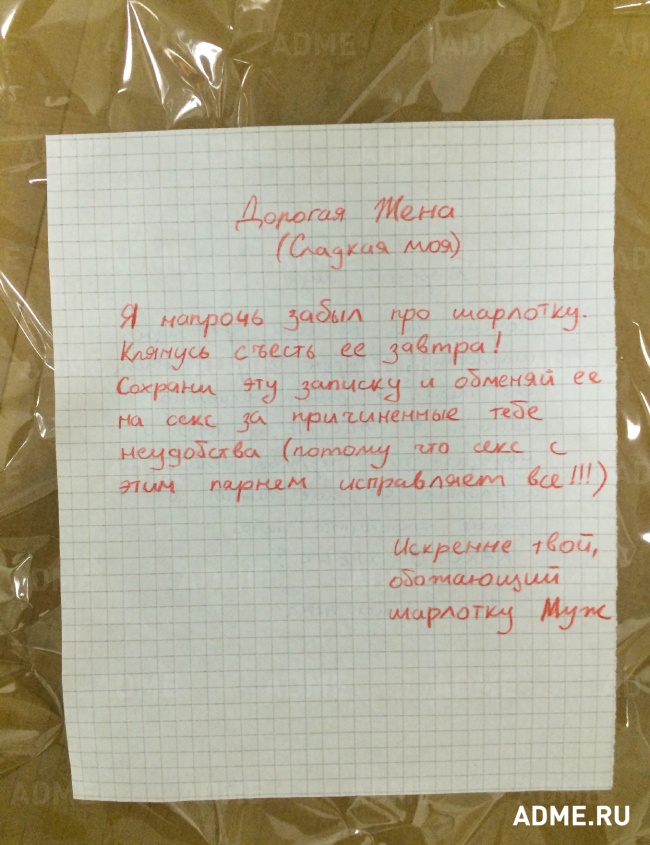 Дорогая Жена
(Сладкая моя)
Я напрочь забыл про шарлотку.
Клянусь съесть ее завтра!
Сохрани эту записку и обменяй ее
на секс за причиненные тебе
неудобства (потому что секс с
этим парнем исправляет все!!!)
Искренне твой,
обожающий
шарлотку Муж
ADME.RU